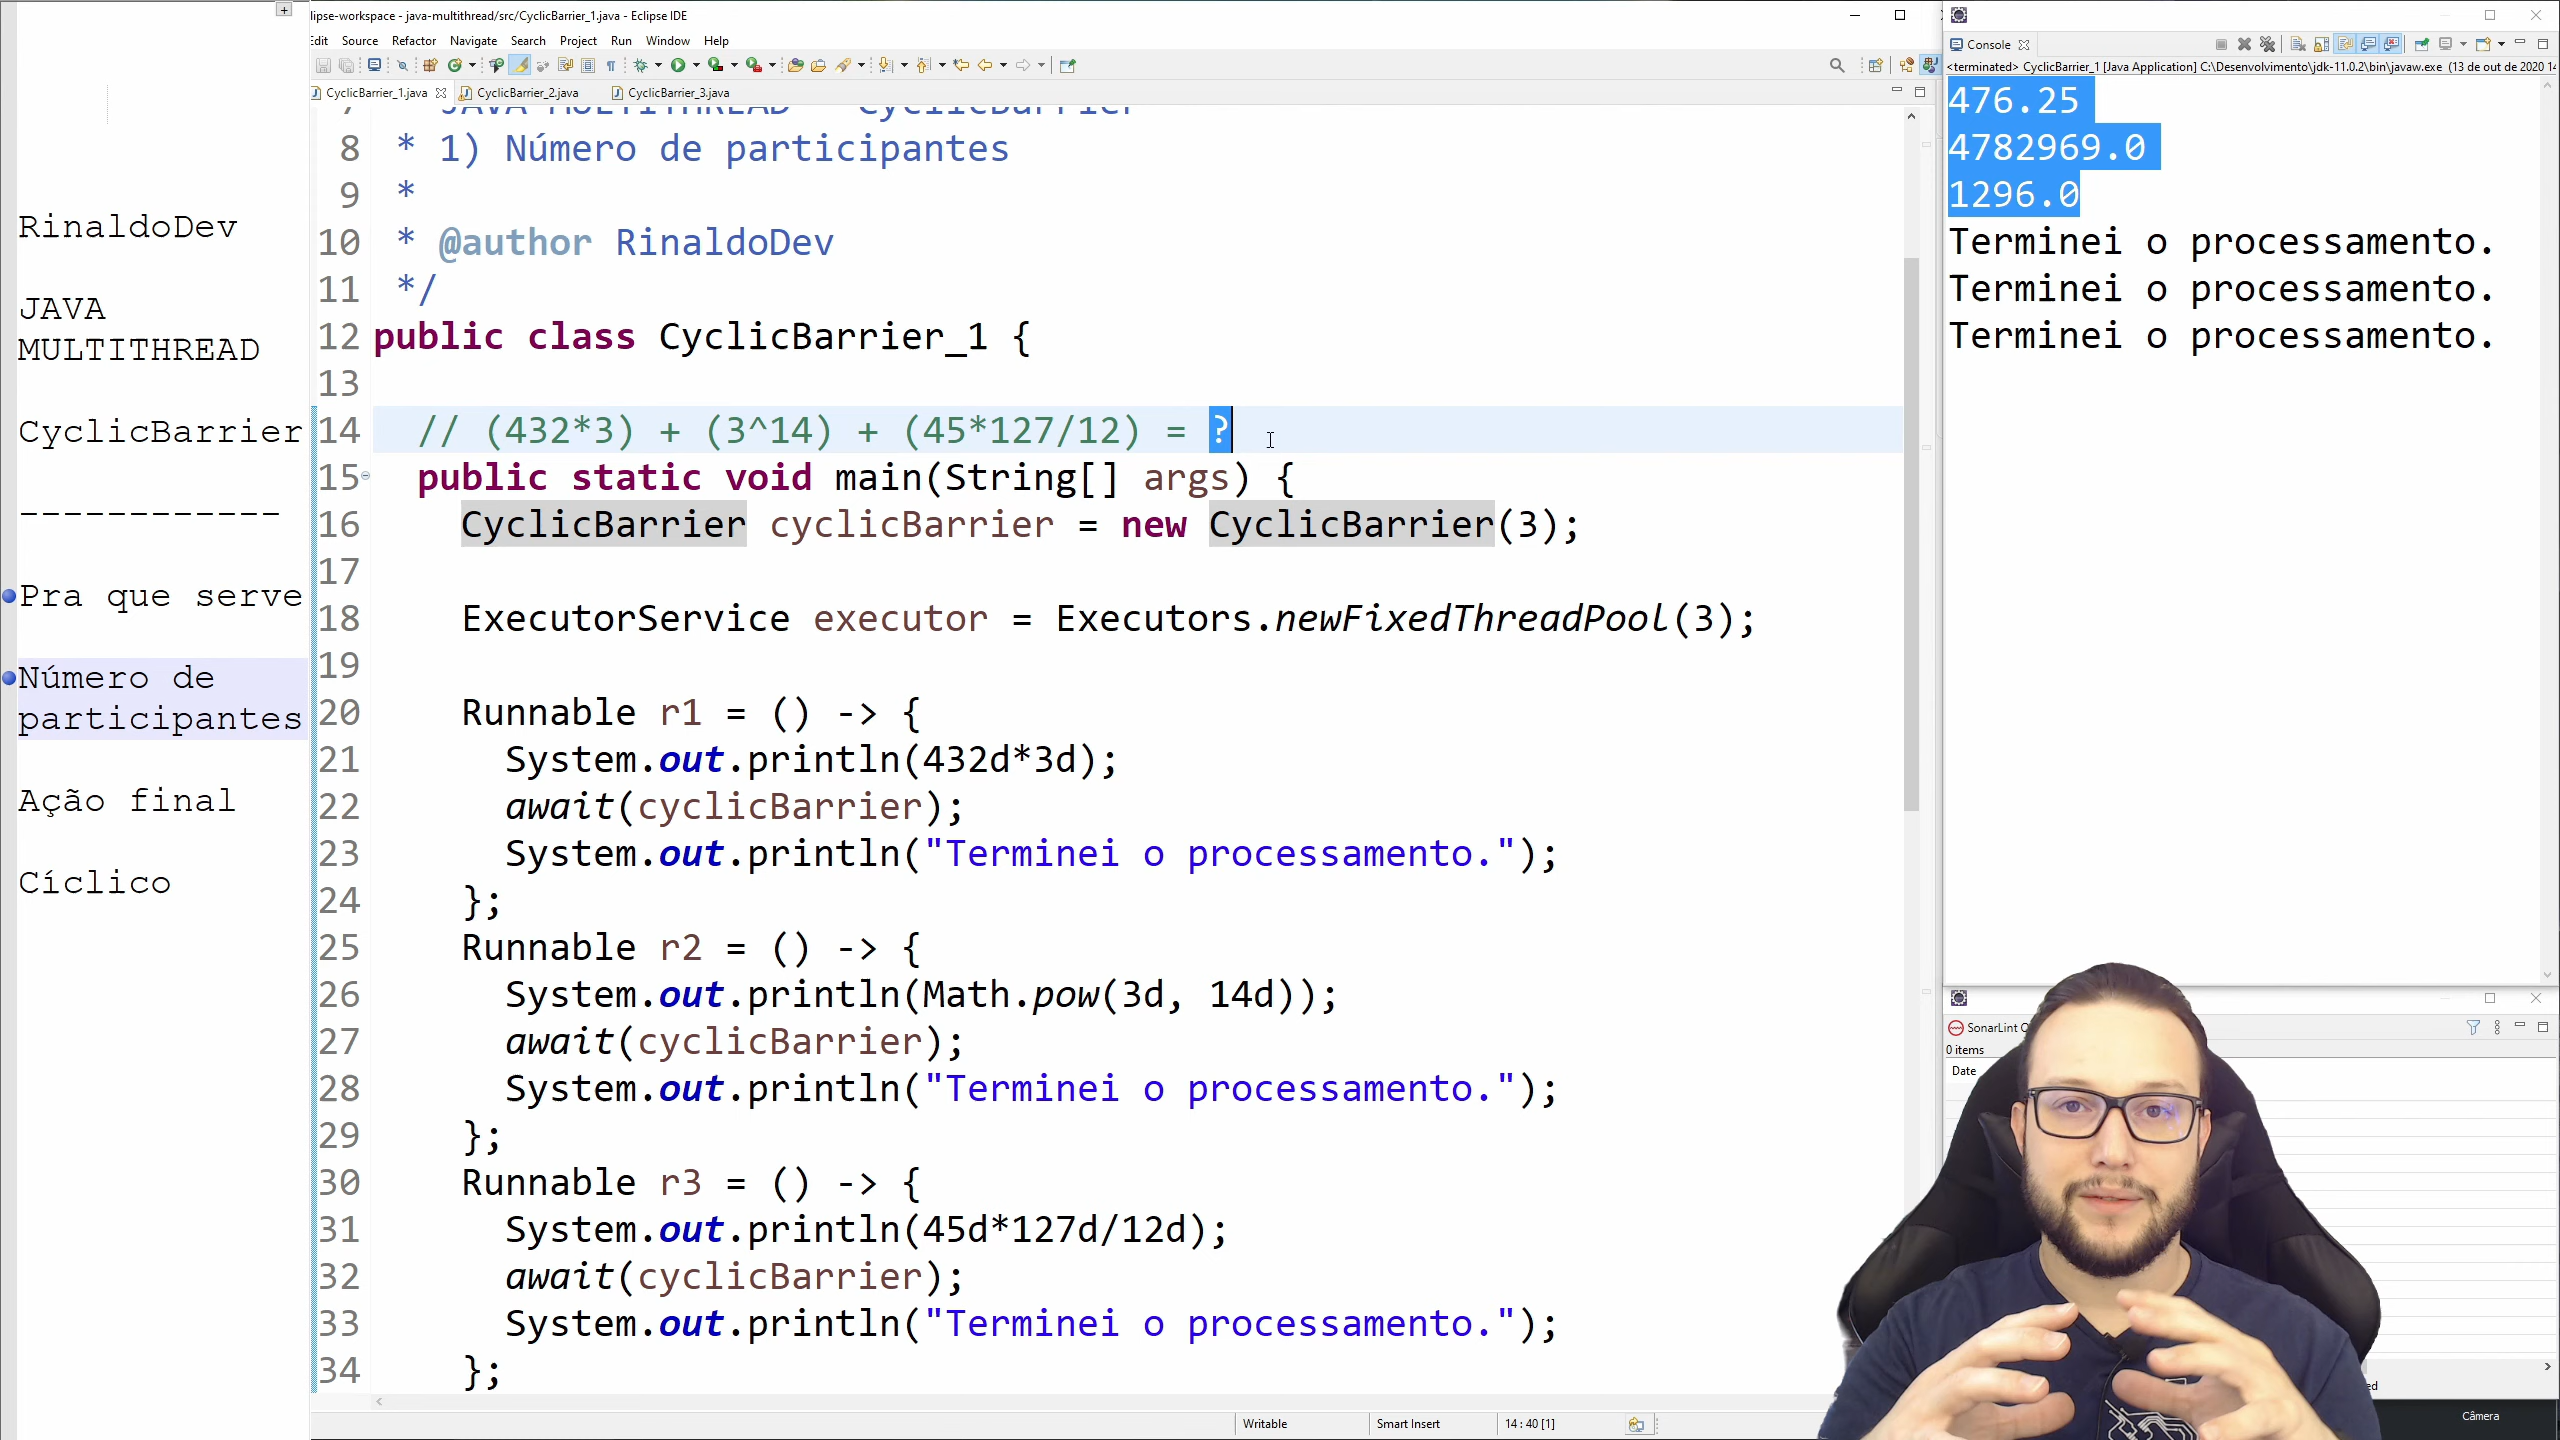 RinaldoDev
JAVA
MULTITHREAD
CyclicBarrier
------------
Pra que serve
Número de
participantes
Ação final
Cíclico
lipse-workspace - java-multithread/src/CyclicBarrier_1.java - Eclipse IDE
Edit Source Refactor Navigate Search Project Run Window Help
CyclicBarrier_1.java CyclicBarrier_2.java CyclicBarrier_3.java
7 JAVA MULTITHREAD - CyclicBarrier
8 * 1) Número de participantes
9 *
10 * @author RinaldoDev
11 */
12 public class CyclicBarrier_1 {
13
14 // (432*3) + (3^14) + (45*127/12) = ?
15 public static void main(String[] args) {
16 CyclicBarrier cyclicBarrier = new CyclicBarrier(3);
17
18 ExecutorService executor = Executors.newFixedThreadPool(3);
19
20 Runnable r1 = () -> {
21 System.out.println(432d*3d);
22 await(cyclicBarrier);
23 System.out.println("Terminei o processamento.");
24 };
25 Runnable r2 = () -> {
26 System.out.println(Math.pow(3d, 14d));
27 await(cyclicBarrier);
28 System.out.println("Terminei o processamento.");
29 };
30 Runnable r3 = () -> {
31 System.out.println(45d*127d/12d);
32 await(cyclicBarrier);
33 System.out.println("Terminei o processamento.");
34 };
Writable Smart Insert 14 : 40 [1]
Console
<terminated> CyclicBarrier_1 [Java Application] C:\Desenvolvimento\jdk-11.0.2\bin\javaw.exe (13 de out de 2020 14
476.25
4782969.0
1296.0
Terminei o processamento.
Terminei o processamento.
Terminei o processamento.
SonarLint O
0 items
Date
ed
Câmera